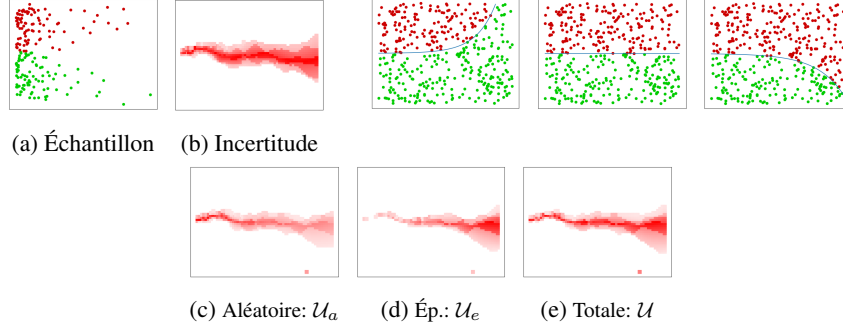 (a) Échantillon (b) Incertitude
(c) Aléatoire: 𝒰ₐ (d) Ép.: 𝒰ₑ (e) Totale: 𝒰